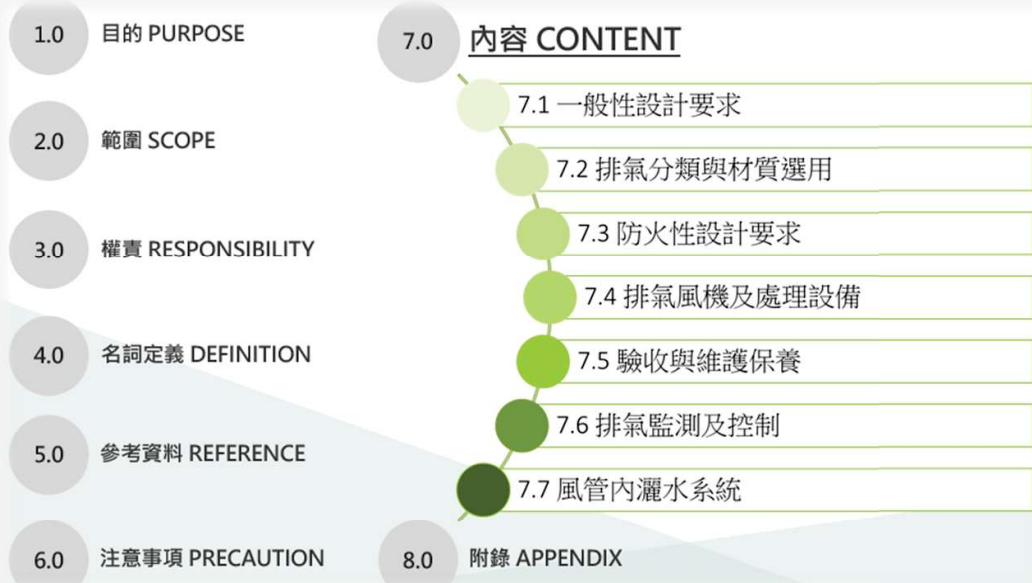 1.0 目的 PURPOSE
2.0 範圍 SCOPE
3.0 權責 RESPONSIBILITY
4.0 名詞定義 DEFINITION
5.0 參考資料 REFERENCE
6.0 注意事項 PRECAUTION
7.0 內容 CONTENT
7.1 一般性設計要求
7.2 排氣分類與材質選用
7.3 防火性設計要求
7.4 排氣風機及處理設備
7.5 驗收與維護保養
7.6 排氣監測及控制
7.7 風管內灑水系統
8.0 附錄 APPENDIX